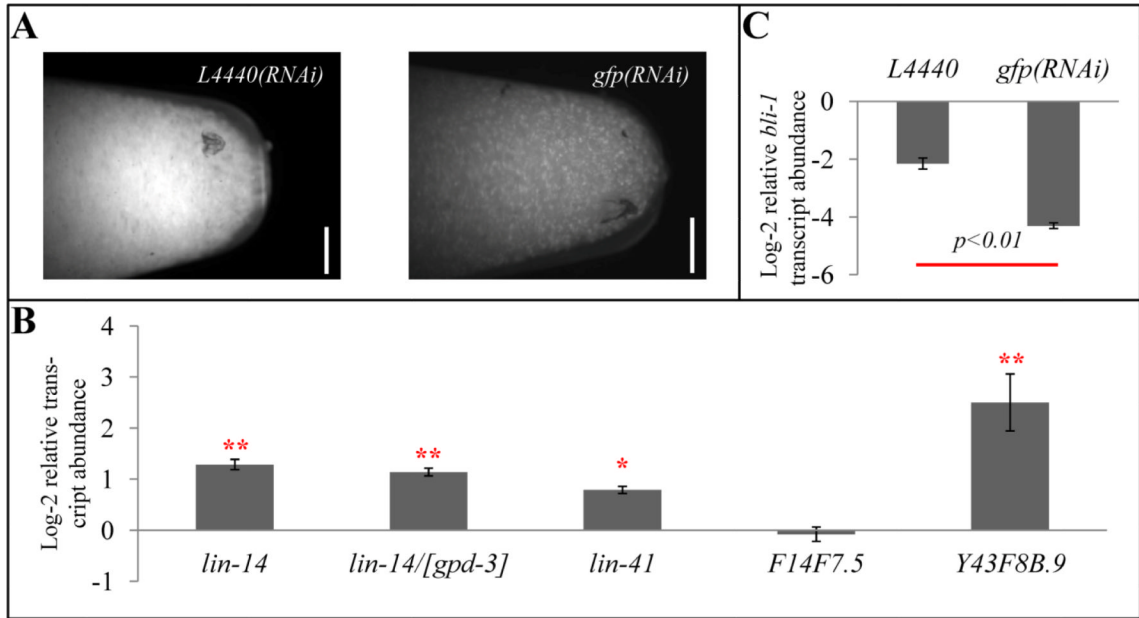 A
L4440(RNAi)
gfp(RNAi)
C
L4440 gfp(RNAi)
0
-2
-4
-6
Log-2 relative bli-1
transcript abundance
p<0.01
B
4
3
2
1
0
-1
Log-2 relative trans-
cript abundance
**
**
*
**
lin-14 lin-14/[gpd-3] lin-41 F14F7.5 Y43F8B.9